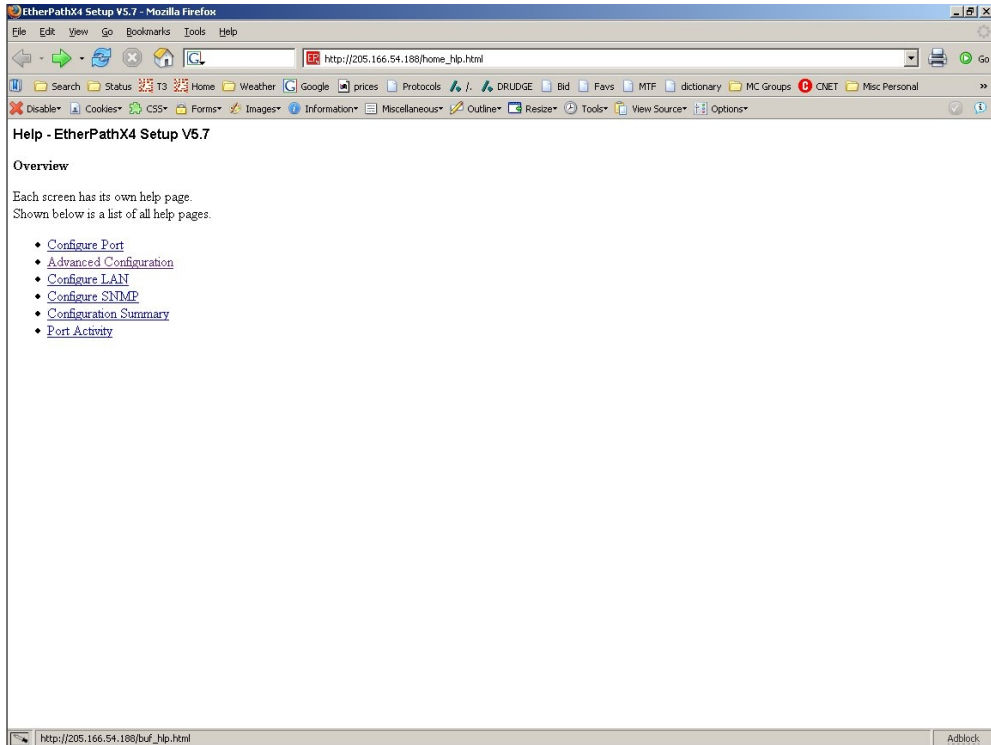 EtherPathX4 Setup V5.7 - Mozilla Firefox
File Edit View Go Bookmarks Tools Help
G.
ER http://205.166.54.188/home_hlp.html Go
Search Status T3 Home Weather G Google prices Protocols /. DRUDGE Bid Favs MTF dictionary MC Groups C CNET Misc Personal »
Disable Cookies CSS Forms Images Information Miscellaneous Outline Resize Tools View Source Options
Help - EtherPathX4 Setup V5.7
Overview
Each screen has its own help page.
Shown below is a list of all help pages.
Configure Port
Advanced Configuration
Configure LAN
Configure SNMP
Configuration Summary
Port Activity
http://205.166.54.188/buf_hlp.html Adblock